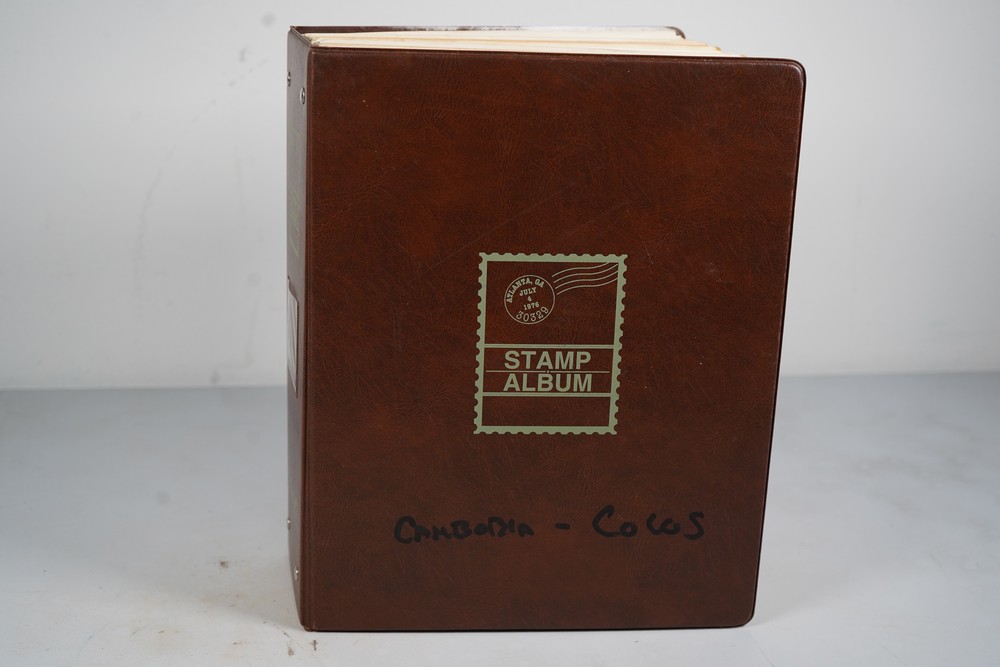 ATLANTA, GA
JULY
4
1976
30329
STAMP
ALBUM
CAMBODIA - COCOS